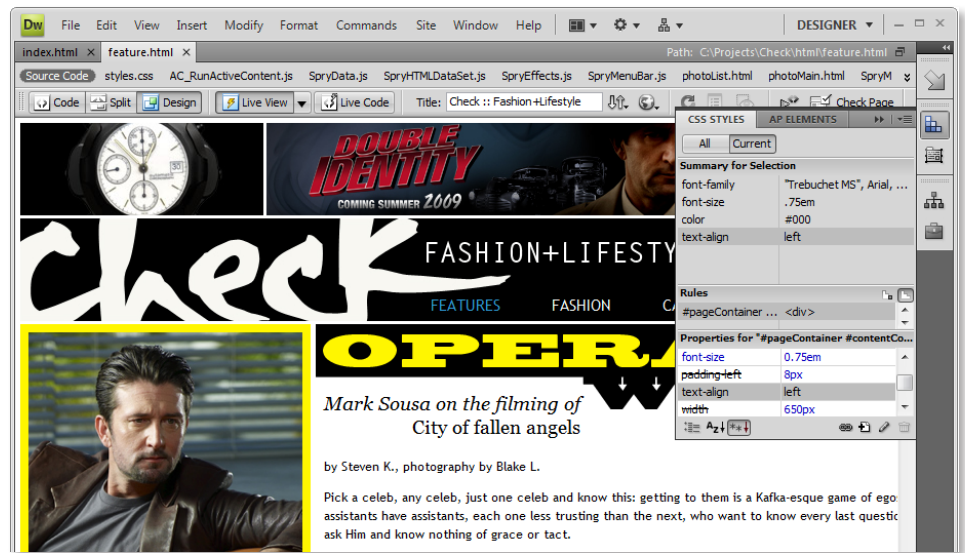 Dw File Edit View Insert Modify Format Commands Site Window Help DESIGNER
index.html × feature.html × Path: C:\Projects\Check\html\feature.html
Source Code styles.css AC_RunActiveContent.js SpryData.js SpryHTMLDataSet.js SpryEffects.js SpryMenuBar.js photoList.html photoMain.html SpryM
Code Split Design Live View Live Code Title: Check :: Fashion+Lifestyle Check Page
CSS STYLES AP ELEMENTS
All Current
Summary for Selection
font-family "Trebuchet MS", Arial, ...
font-size .75em
color #000
text-align left
Rules
#pageContainer ... <div>
Properties for "#pageContainer #contentCo...
font-size 0.75em
padding-left 8px
text-align left
width 650px
DOUBLE
IDENTITY
COMING SUMMER 2009
check
FASHION+LIFESTY
FEATURES FASHION CA
OPERA
Mark Sousa on the filming of
City of fallen angels
by Steven K., photography by Blake L.
Pick a celeb, any celeb, just one celeb and know this: getting to them is a Kafka-esque game of ego
assistants have assistants, each one less trusting than the next, who want to know every last questic
ask Him and know nothing of grace or tact.